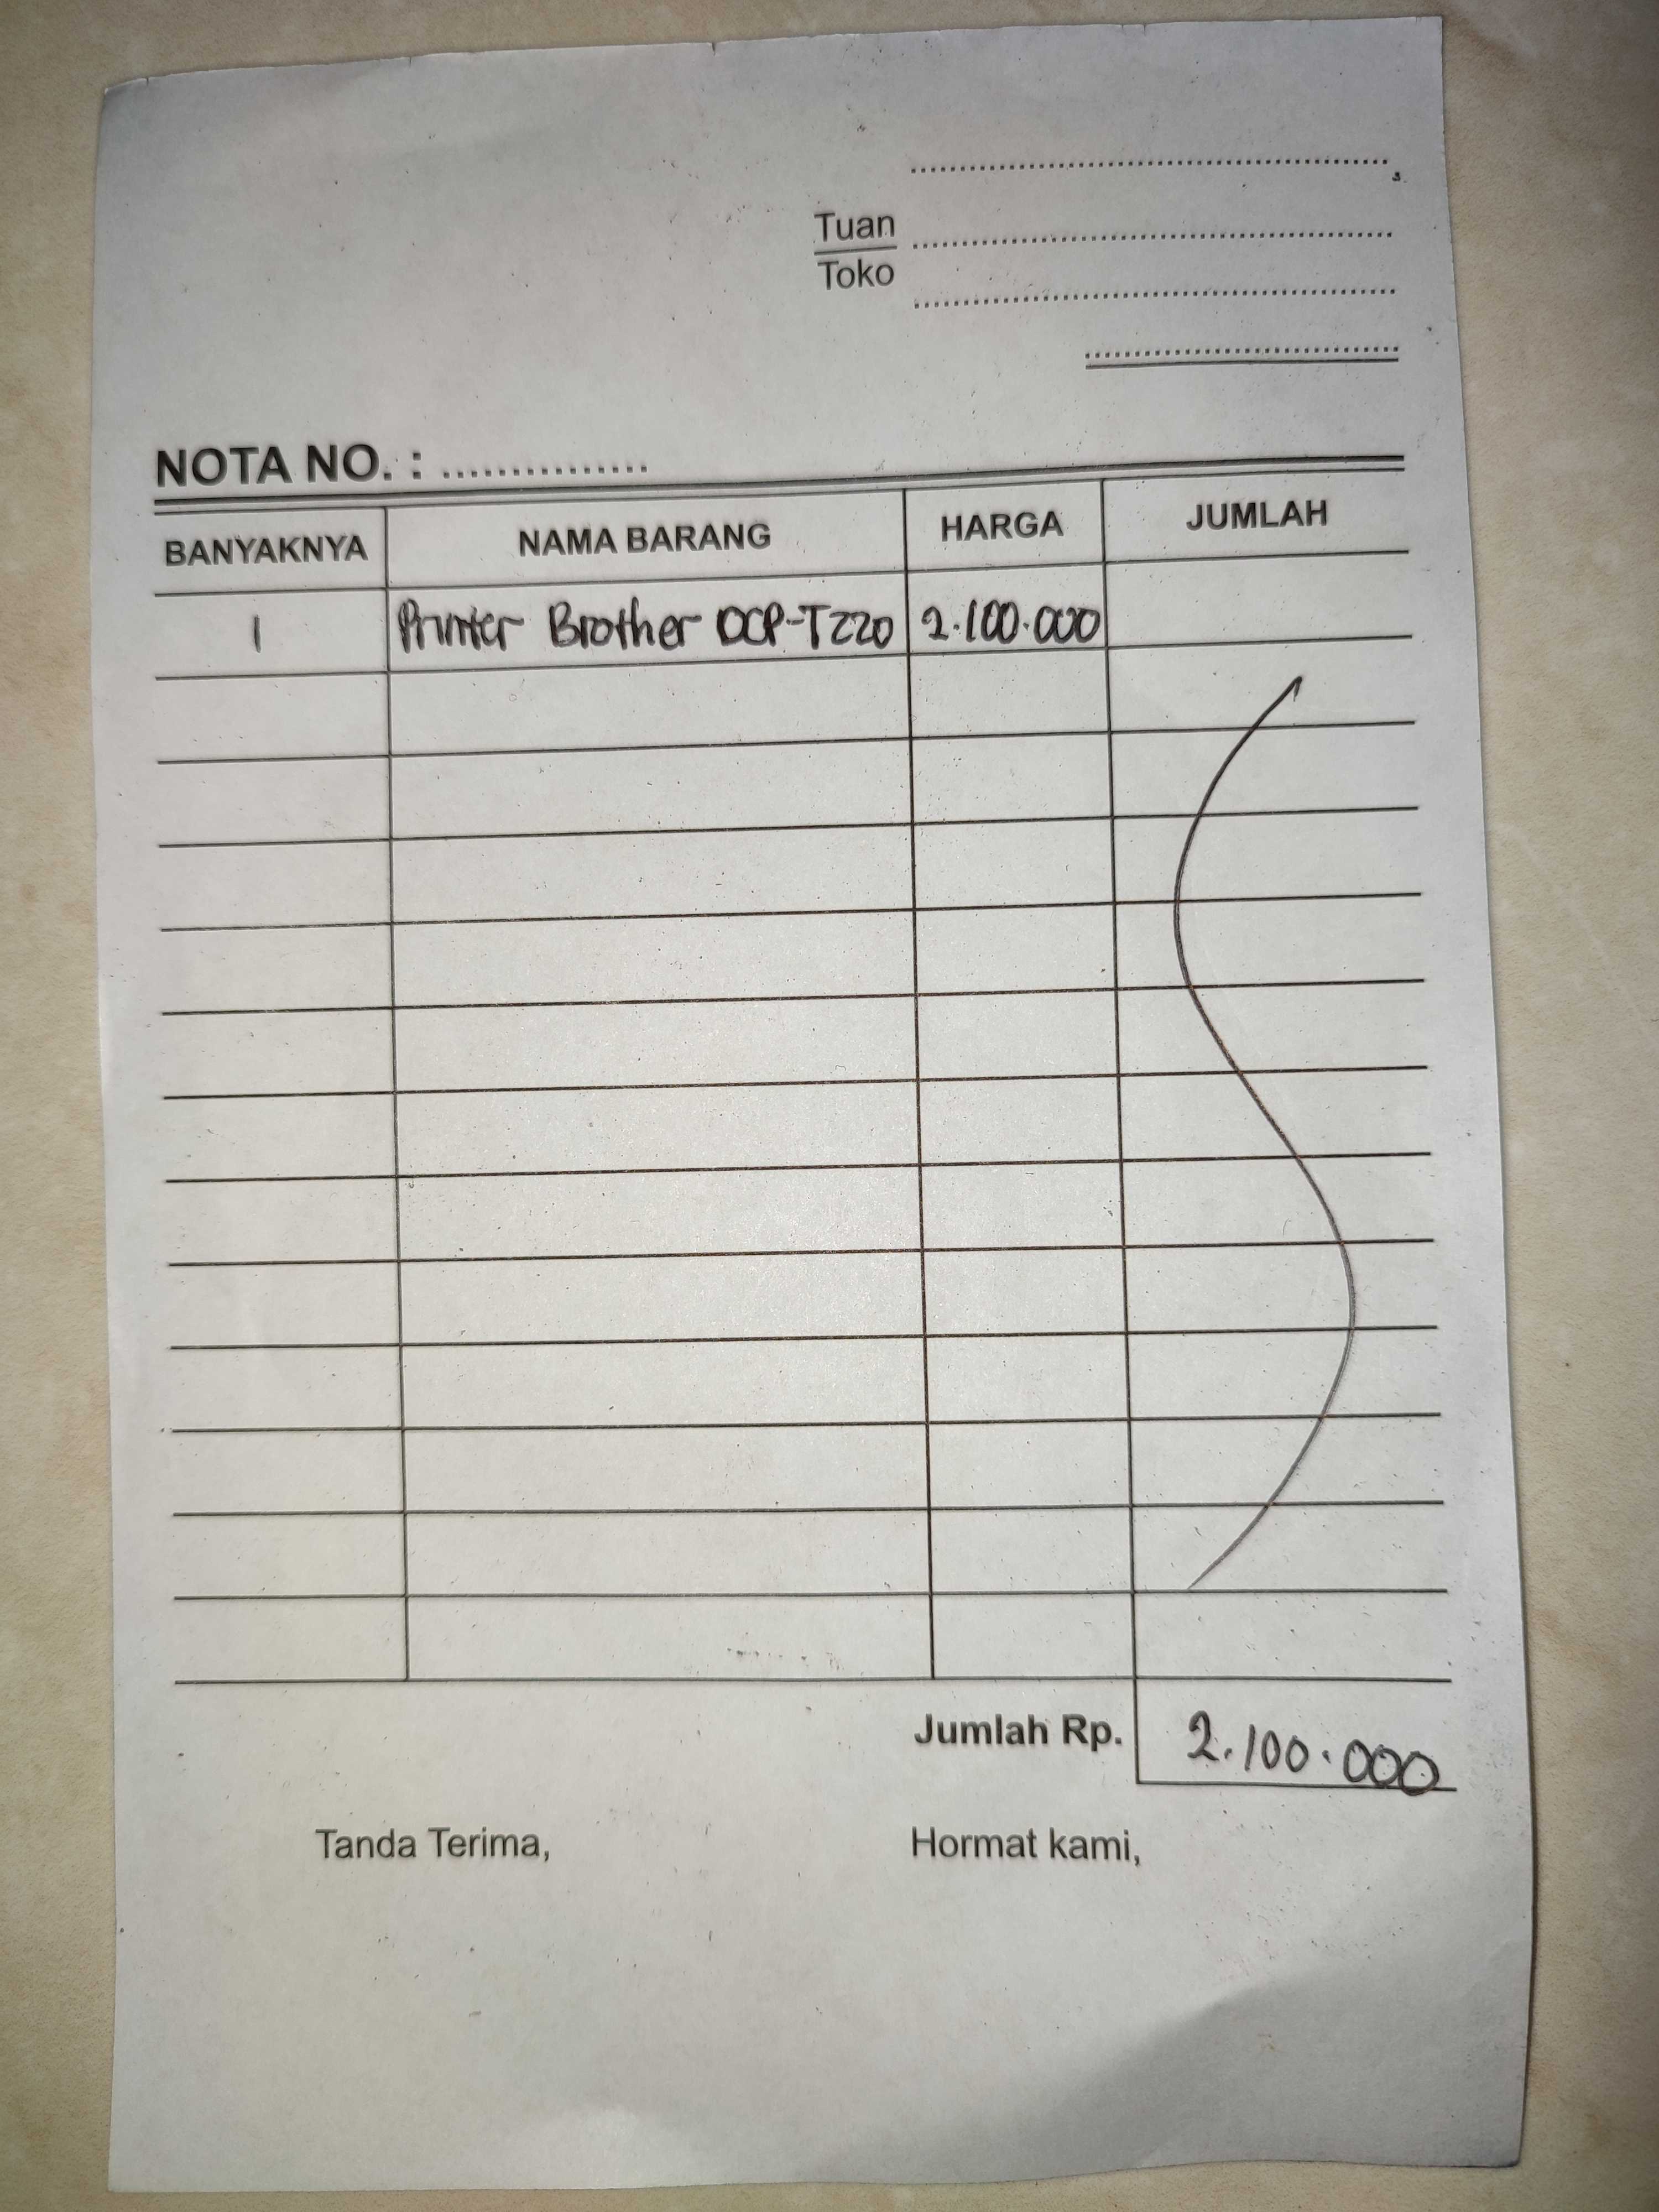 Tuan
Toko
NOTA NO. : ...............
BANYAKNYA NAMA BARANG HARGA JUMLAH
1 Printer Brother DCP-T220 2.100.000
Jumlah Rp. 2.100.000
Tanda Terima, Hormat kami,